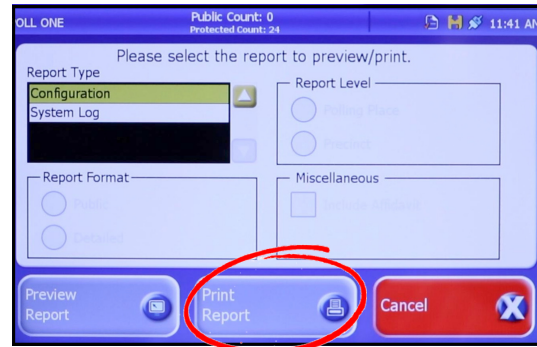 OLL ONE
Public Count: 0
Protected Count: 24
11:41 AM
Please select the report to preview/print.
Report Type
Configuration
System Log
Report Level
Polling Place
Precinct
Report Format
Public
Detailed
Miscellaneous
Include Affidavit
Preview
Report
Print
Report
Cancel
X